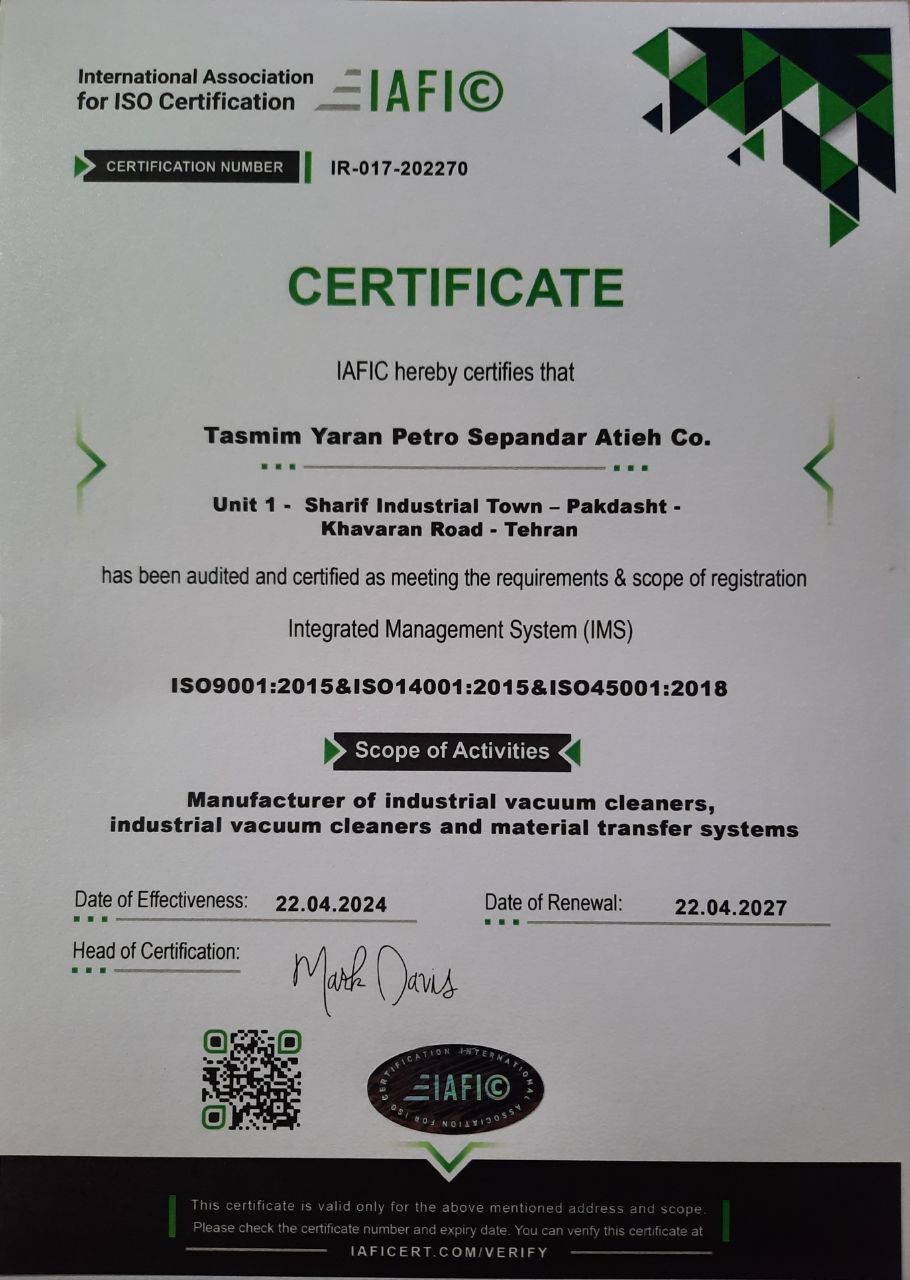 International Association
for ISO Certification
IAFI©
CERTIFICATION NUMBER IR-017-202270
CERTIFICATE
IAFIC hereby certifies that
Tasmim Yaran Petro Sepandar Atieh Co.
Unit 1 - Sharif Industrial Town – Pakdasht -
Khavaran Road - Tehran
has been audited and certified as meeting the requirements & scope of registration
Integrated Management System (IMS)
ISO9001:2015&ISO14001:2015&ISO45001:2018
Scope of Activities
Manufacturer of industrial vacuum cleaners,
industrial vacuum cleaners and material transfer systems
Date of Effectiveness: 22.04.2024 Date of Renewal: 22.04.2027
Head of Certification: Mark Davis
INTERNATIONAL ASSOCIATION FOR ISO CERTIFICATION
IAFI©
This certificate is valid only for the above mentioned address and scope.
Please check the certificate number and expiry date. You can verify this certificate at
IAFICERT.COM/VERIFY